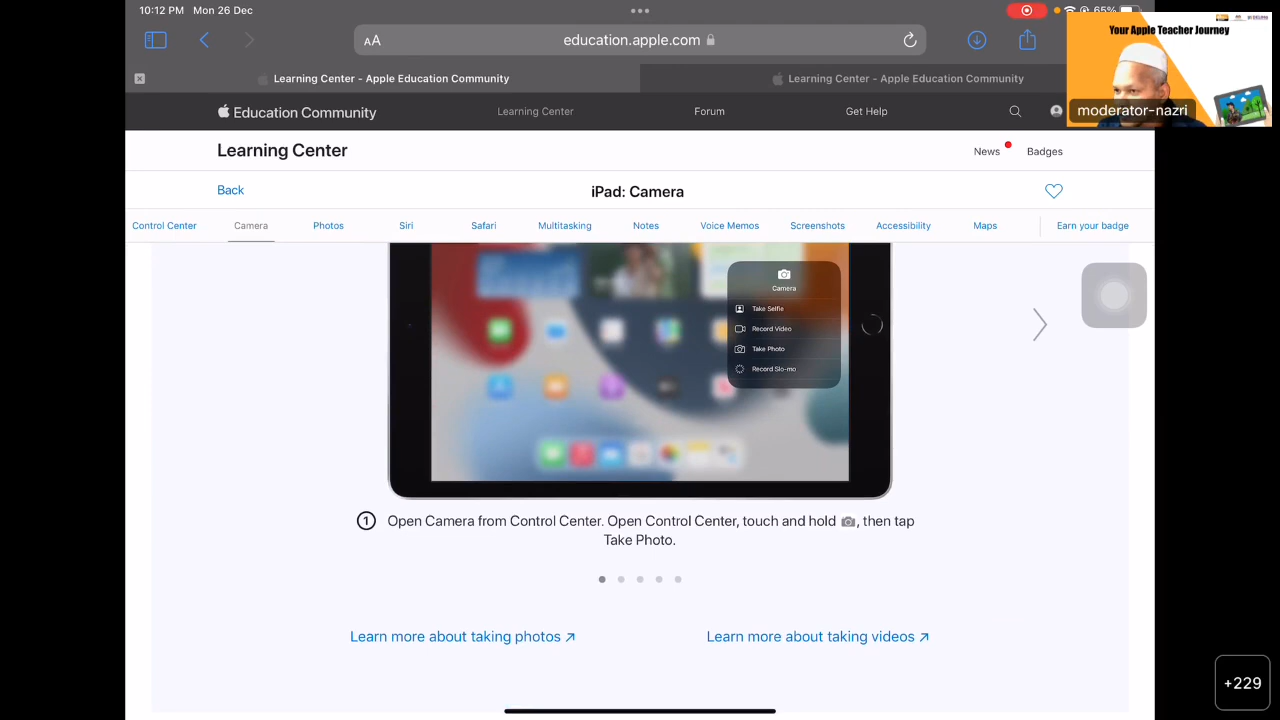 10:12 PM Mon 26 Dec
65%
AA education.apple.com
Learning Center - Apple Education Community
Learning Center - Apple Education Community
Your Apple Teacher Journey
moderator-nazri
Education Community
Learning Center
Forum
Get Help
Learning Center
News
Badges
Back
iPad: Camera
Control Center
Camera
Photos
Siri
Safari
Multitasking
Notes
Voice Memos
Screenshots
Accessibility
Maps
Earn your badge
Camera
Take Selfie
Record Video
Take Photo
Record Slo-mo
1 Open Camera from Control Center. Open Control Center, touch and hold , then tap
Take Photo.
Learn more about taking photos ↗
Learn more about taking videos ↗
+229